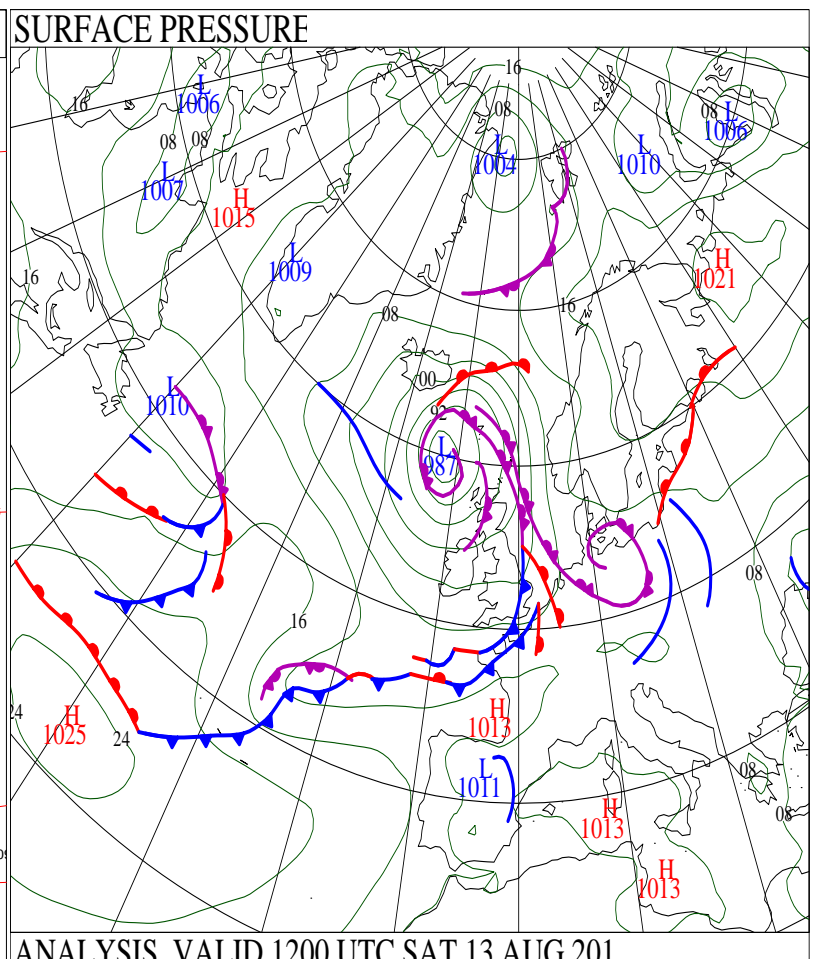 SURFACE PRESSURE
16
L
1006
16
08
L
1004
08
L
1006
08
08
L
1010
L
1007
H
1015
L
1009
H
1021
16
16
08
00
L
1010
92
L
987
08
16
24
H
1025
24
H
1013
L
1011
08
08
H
1013
H
1013
ANALYSIS VALID 1200 UTC SAT 13 AUG 201